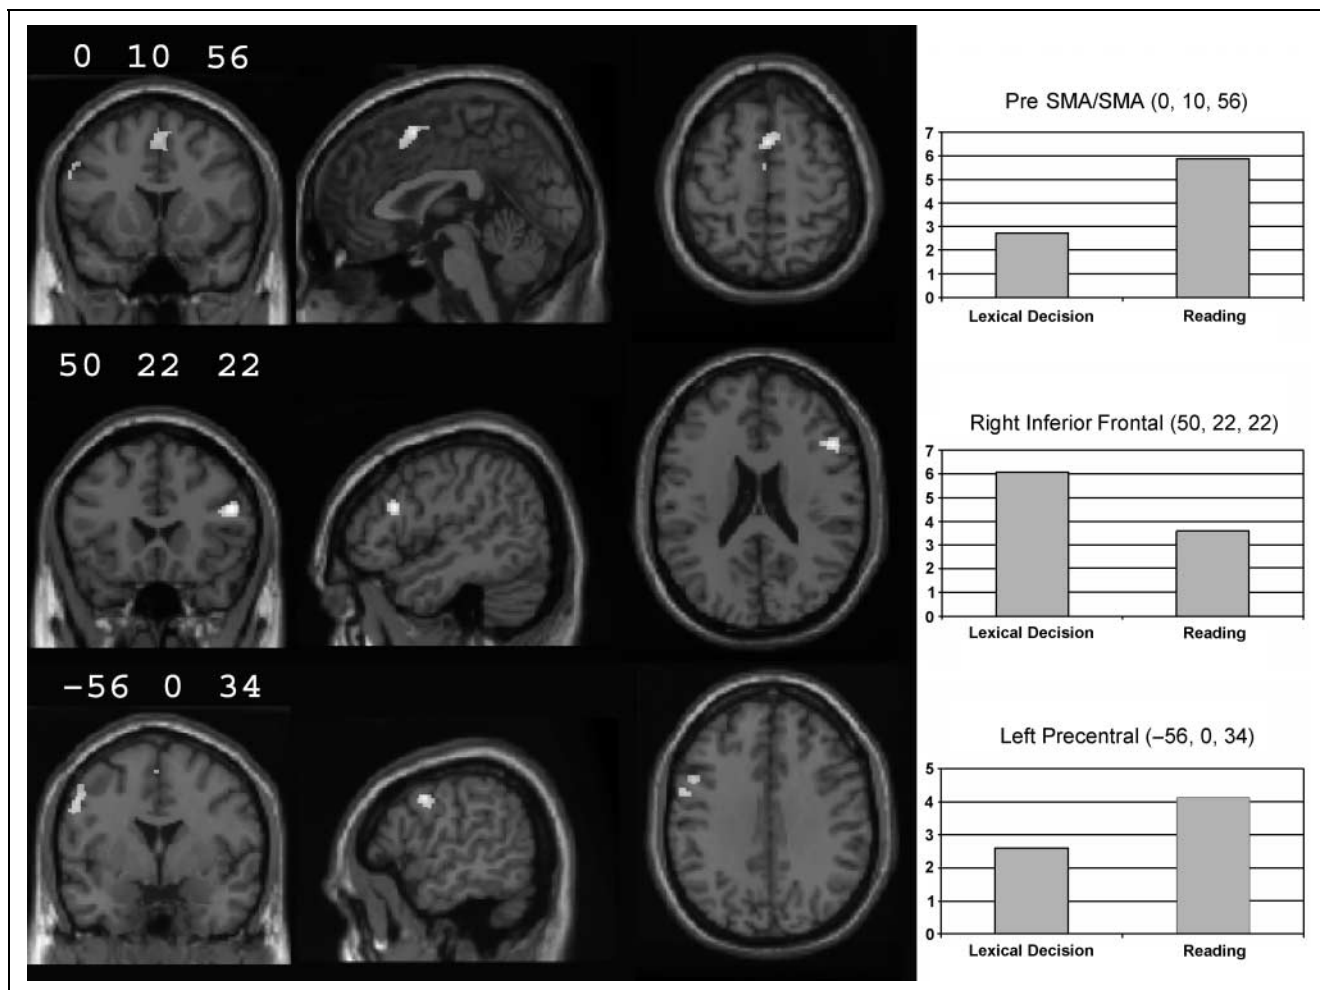 0 10 56
Pre SMA/SMA (0, 10, 56)
7
6
5
4
3
2
1
0
Lexical Decision Reading
50 22 22
Right Inferior Frontal (50, 22, 22)
7
6
5
4
3
2
1
0
Lexical Decision Reading
−56 0 34
Left Precentral (–56, 0, 34)
5
4
3
2
1
0
Lexical Decision Reading